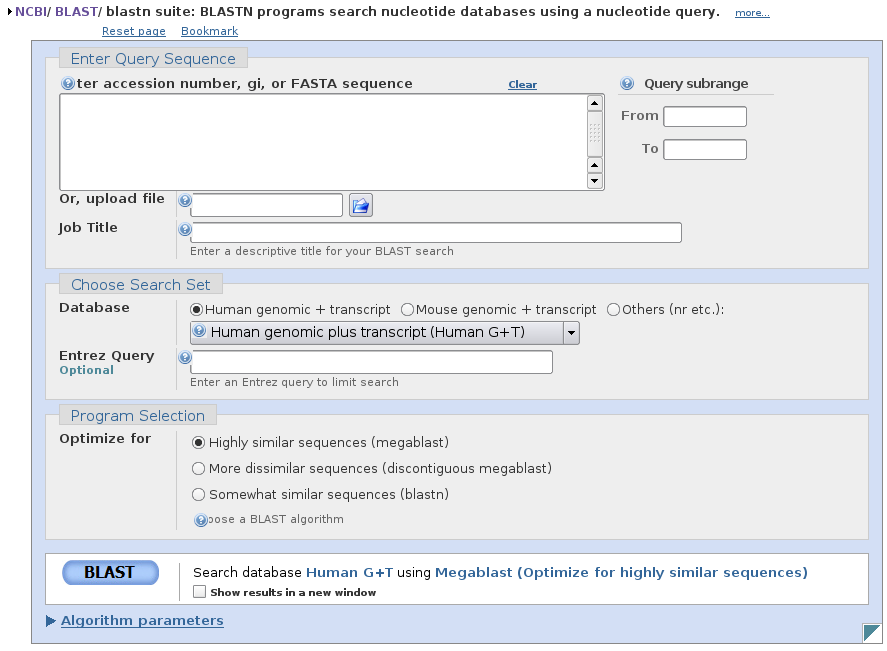 NCBI/ BLAST/ blastn suite: BLASTN programs search nucleotide databases using a nucleotide query. more...
Reset page Bookmark
Enter Query Sequence
ter accession number, gi, or FASTA sequence Clear Query subrange
From
To
Or, upload file
Job Title
Enter a descriptive title for your BLAST search
Choose Search Set
Database Human genomic + transcript Mouse genomic + transcript Others (nr etc.):
Human genomic plus transcript (Human G+T)
Entrez Query
Optional
Enter an Entrez query to limit search
Program Selection
Optimize for
Highly similar sequences (megablast)
More dissimilar sequences (discontiguous megablast)
Somewhat similar sequences (blastn)
oose a BLAST algorithm
BLAST Search database Human G+T using Megablast (Optimize for highly similar sequences)
Show results in a new window
Algorithm parameters